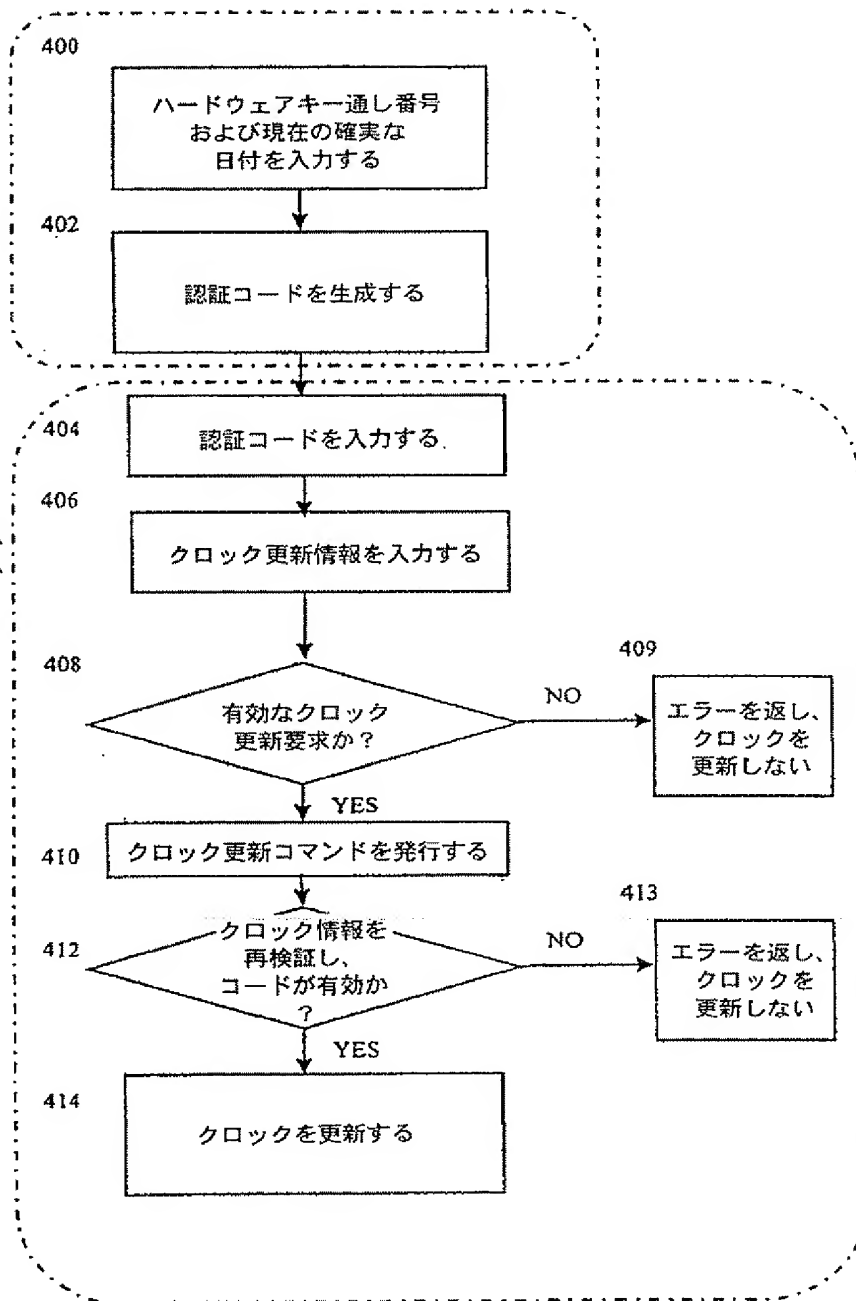 400
ハードウェアキー通し番号
および現在の確実な
日付を入力する
402
認証コードを生成する
404
認証コードを入力する
406
クロック更新情報を入力する
408
有効なクロック
更新要求か?
NO
409
エラーを返し、
クロックを
更新しない
YES
410
クロック更新コマンドを発行する
412
クロック情報を
再検証し、
コードが有効か
?
NO
413
エラーを返し、
クロックを
更新しない
YES
414
クロックを更新する